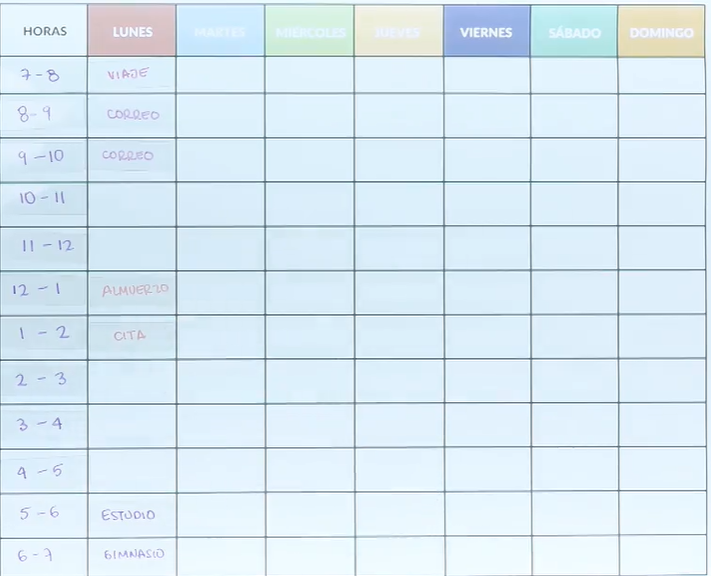 HORAS LUNES MARTES MIÉRCOLES JUEVES VIERNES SÁBADO DOMINGO
7-8 VIAJE
8-9 CORREO
9-10 CORREO
10-11
11-12
12-1 ALMUERZO
1-2 CITA
2-3
3-4
4-5
5-6 ESTUDIO
6-7 GIMNASIO